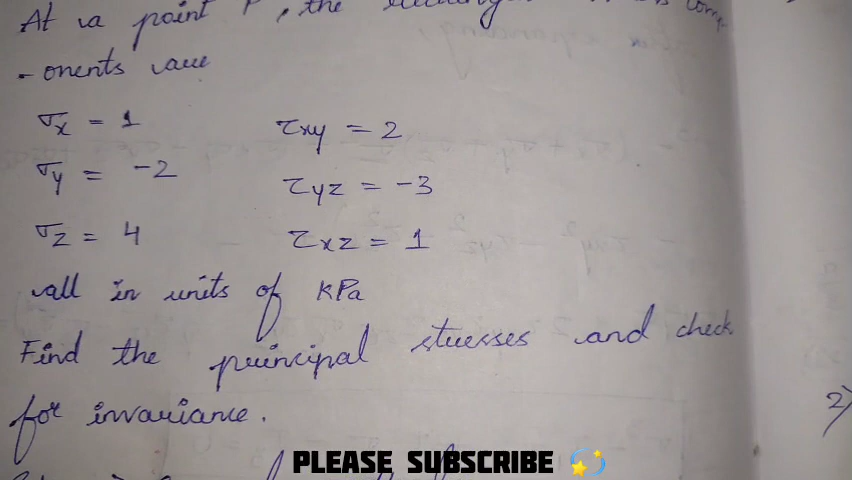 At a point P, the
- onents are
σx = 1 τxy = 2
σy = -2 τyz = -3
σz = 4 τxz = 1
all in units of kPa
Find the principal stresses and check
for invariance.
2)
PLEASE SUBSCRIBE 💫